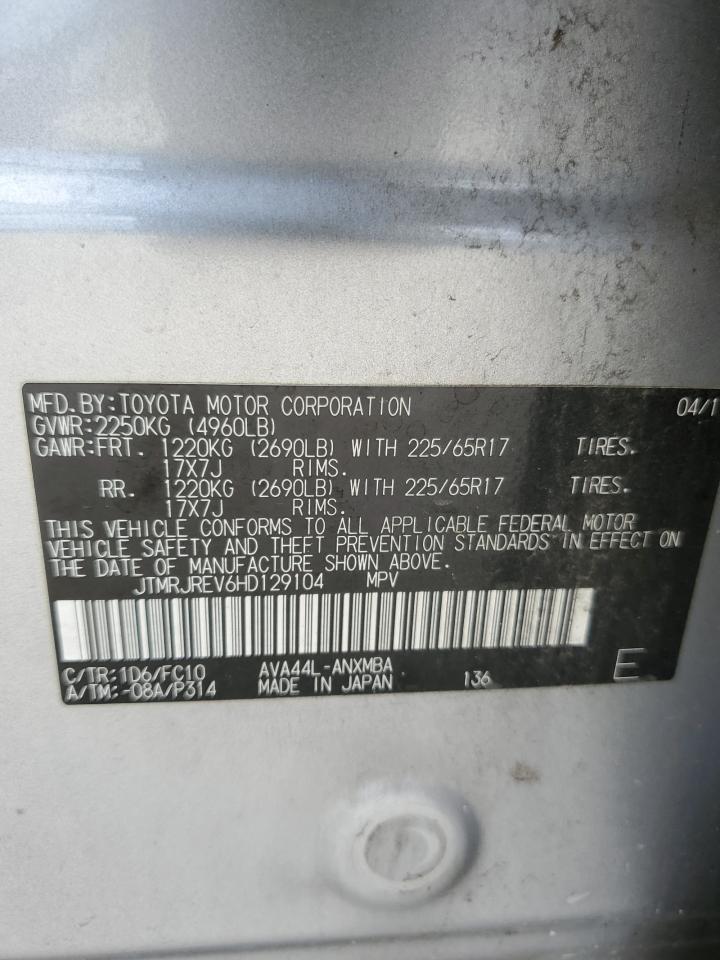 MFD.BY:TOYOTA MOTOR CORPORATION 04/1
GVWR:2250KG (4960LB)
GAWR:FRT. 1220KG (2690LB) WITH 225/65R17 TIRES.
17X7J RIMS.
RR. 1220KG (2690LB) WITH 225/65R17 TIRES.
17X7J RIMS.
THIS VEHICLE CONFORMS TO ALL APPLICABLE FEDERAL MOTOR
VEHICLE SAFETY AND THEFT PREVENTION STANDARDS IN EFFECT ON
THE DATE OF MANUFACTURE SHOWN ABOVE.
JTMRJREV6HD129104 MPV
C/TR:1D6/FC10 AVA44L-ANXMBA
A/TM:-08A/P314 MADE IN JAPAN 136 E